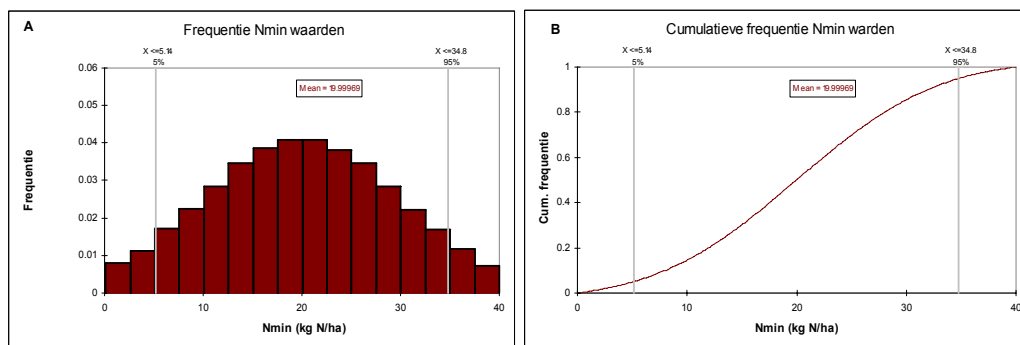 A
Frequentie Nmin waarden
X <=5.14
5%
X <=34.8
95%
Mean = 19.99969
0.06
0.05
0.04
0.03
0.02
0.01
0
Frequentie
0 10 20 30 40
Nmin (kg N/ha)
B
Cumulatieve frequentie Nmin warden
X <=5.14
5%
X <=34.8
95%
Mean = 19.99969
1
0.8
0.6
0.4
0.2
0
Cum. frequentie
0 10 20 30 40
Nmin (kg N/ha)